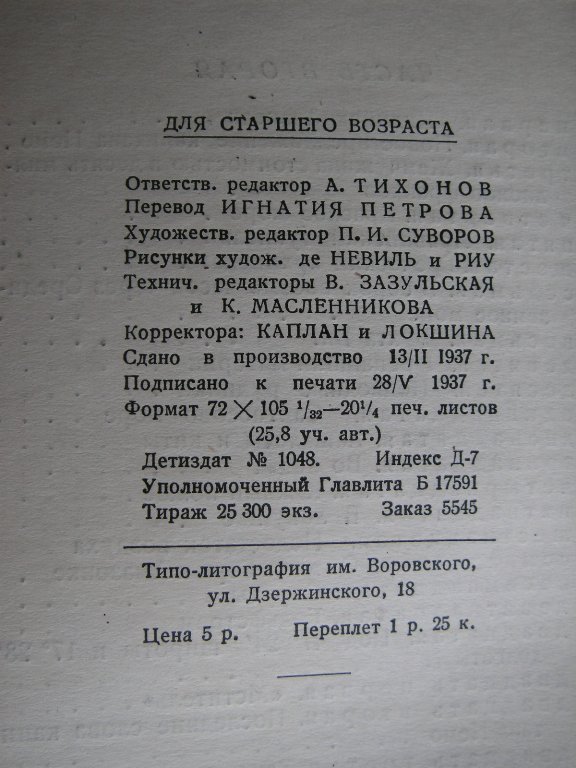 ДЛЯ СТАРШЕГО ВОЗРАСТА
Ответств. редактор А. ТИХОНОВ
Перевод ИГНАТИЯ ПЕТРОВА
Художеств. редактор П. И. СУВОРОВ
Рисунки худож. де НЕВИЛЬ и РИУ
Технич. редакторы В. ЗАЗУЛЬСКАЯ
и К. МАСЛЕННИКОВА
Корректора: КАПЛАН и ЛОКШИНА
Сдано в производство 13/II 1937 г.
Подписано к печати 28/V 1937 г.
Формат 72 × 105 1/32—20 1/4 печ. листов
(25,8 уч. авт.)
Детиздат № 1048. Индекс Д-7
Уполномоченный Главлита Б 17591
Тираж 25 300 экз. Заказ 5545
Типо-литография им. Воровского,
ул. Дзержинского, 18
Цена 5 р. Переплет 1 р. 25 к.